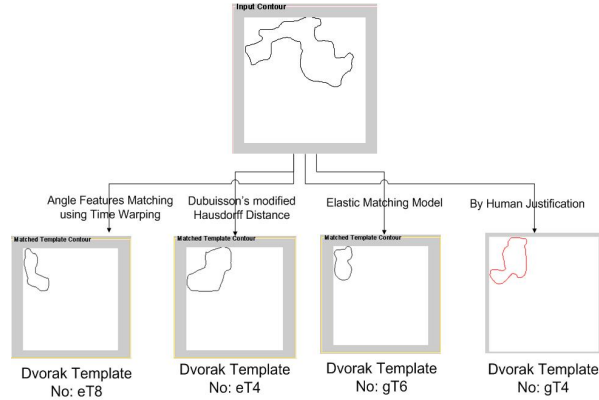 Input Contour
Angle Features Matching
using Time Warping
Dubuisson's modified
Hausdorff Distance
Elastic Matching Model
By Human Justification
Matched Template Contour
Matched Template Contour
Matched Template Contour
Dvorak Template
No: eT8
Dvorak Template
No: eT4
Dvorak Template
No: gT6
Dvorak Template
No: gT4